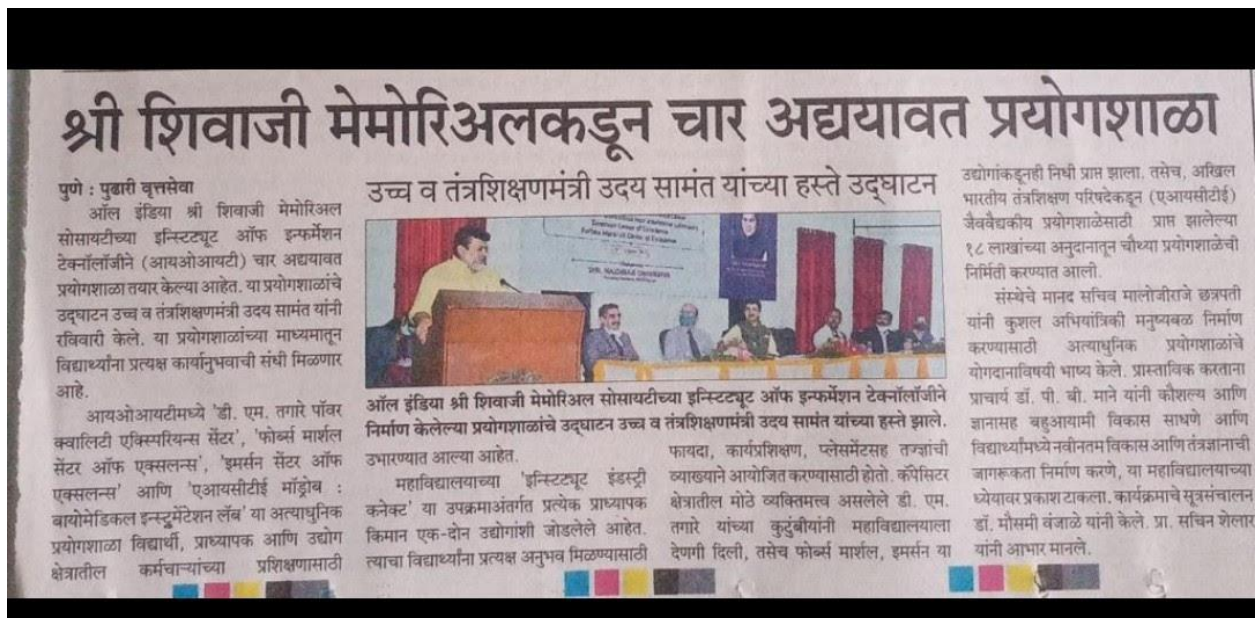 श्री शिवाजी मेमोरिअलकडून चार अद्ययावत प्रयोगशाळा
उच्च व तंत्रशिक्षणमंत्री उदय सामंत यांच्या हस्ते उद्‌घाटन
पुणे : पुढारी वृत्तसेवा
ऑल इंडिया श्री शिवाजी मेमोरिअल
सोसायटीच्या इन्स्टिट्यूट ऑफ इन्फर्मेशन
टेक्नॉलॉजीने (आयओआयटी) चार अद्ययावत
प्रयोगशाळा तयार केल्या आहेत. या प्रयोगशाळांचे
उद्‌घाटन उच्च व तंत्रशिक्षणमंत्री उदय सामंत यांनी
रविवारी केले. या प्रयोगशाळांच्या माध्यमातून
विद्यार्थ्यांना प्रत्यक्ष कार्यानुभवाची संधी मिळणार
आहे.
आयओआयटीमध्ये 'डी. एम. तगारे पॉवर
क्वालिटी एक्स्पिरियन्स सेंटर', 'फोर्ब्स मार्शल
सेंटर ऑफ एक्सलन्स', 'इमर्सन सेंटर ऑफ
एक्सलन्स' आणि 'एआयसीटीई मॉड्रोब :
बायोमेडिकल इन्स्ट्रुमेंटेशन लॅब' या अत्याधुनिक
प्रयोगशाळा विद्यार्थी, प्राध्यापक आणि उद्योग
क्षेत्रातील कर्मचाऱ्यांच्या प्रशिक्षणासाठी
ऑल इंडिया श्री शिवाजी मेमोरिअल सोसायटीच्या इन्स्टिट्यूट ऑफ इन्फर्मेशन टेक्नॉलॉजीने
निर्माण केलेल्या प्रयोगशाळांचे उद्‌घाटन उच्च व तंत्रशिक्षणमंत्री उदय सामंत यांच्या हस्ते झाले.
उभारण्यात आल्या आहेत.
महाविद्यालयाच्या 'इन्स्टिट्यूट इंडस्ट्री
कनेक्ट' या उपक्रमाअंतर्गत प्रत्येक प्राध्यापक
किमान एक-दोन उद्योगांशी जोडलेले आहेत.
त्याचा विद्यार्थ्यांना प्रत्यक्ष अनुभव मिळण्यासाठी
फायदा, कार्यप्रशिक्षण, प्लेसमेंटसह तज्ज्ञांची
व्याख्याने आयोजित करण्यासाठी होतो. कॅपॅसिटर
क्षेत्रातील मोठे व्यक्तिमत्त्व असलेले डी. एम.
तगारे यांच्या कुटुंबीयांनी महाविद्यालयाला
देणगी दिली, तसेच फोर्ब्स मार्शल, इमर्सन या
उद्योगांकडूनही निधी प्राप्त झाला. तसेच, अखिल
भारतीय तंत्रशिक्षण परिषदेकडून (एआयसीटीई)
जैववैद्यकीय प्रयोगशाळेसाठी प्राप्त झालेल्या
१८ लाखांच्या अनुदानातून चौथ्या प्रयोगशाळेची
निर्मिती करण्यात आली.
संस्थेचे मानद सचिव मालोजीराजे छत्रपती
यांनी कुशल अभियांत्रिकी मनुष्यबळ निर्माण
करण्यासाठी अत्याधुनिक प्रयोगशाळांचे
योगदानाविषयी भाष्य केले. प्रास्ताविक करताना
प्राचार्य डॉ. पी. बी. माने यांनी कौशल्य आणि
ज्ञानासह बहुआयामी विकास साधणे आणि
विद्यार्थ्यांमध्ये नवीनतम विकास आणि तंत्रज्ञानाची
जागरूकता निर्माण करणे, या महाविद्यालयाच्या
ध्येयावर प्रकाश टाकला. कार्यक्रमाचे सूत्रसंचालन
डॉ. मौसमी वंजाळे यांनी केले. प्रा. सचिन शेलार
यांनी आभार मानले.